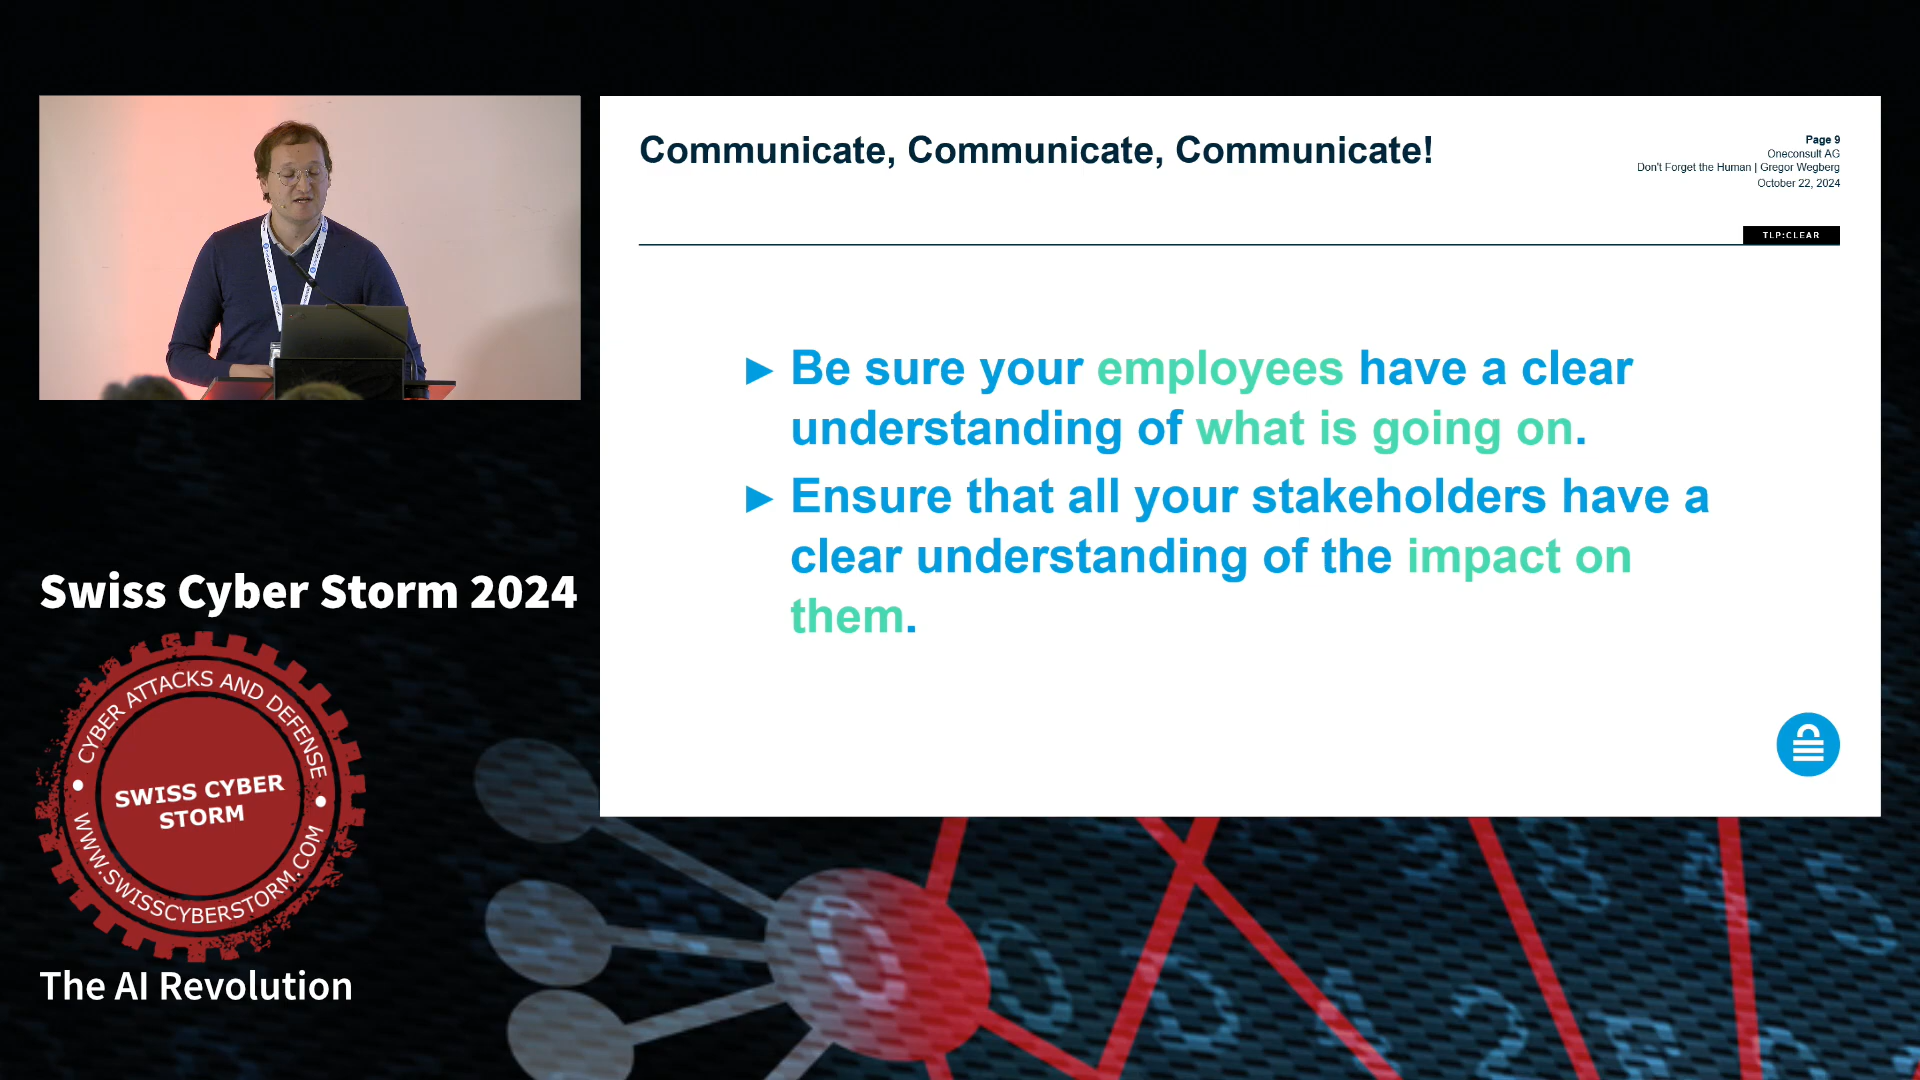 Communicate, Communicate, Communicate!
Page 9
Oneconsult AG
Don't Forget the Human | Gregor Wegberg
October 22, 2024
TLP:CLEAR
► Be sure your employees have a clear
understanding of what is going on.
► Ensure that all your stakeholders have a
clear understanding of the impact on
them.
Swiss Cyber Storm 2024
CYBER ATTACKS AND DEFENSE
SWISS CYBER
STORM
WWW.SWISSCYBERSTORM.COM
The AI Revolution